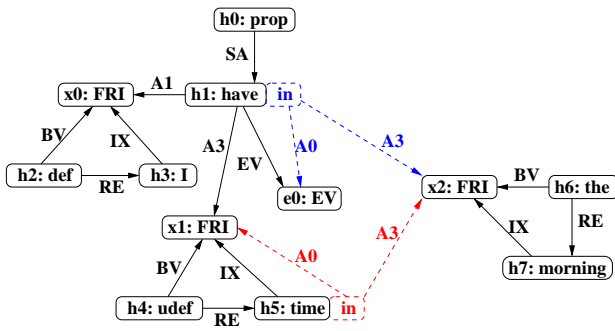 h0: prop
SA
x0: FRI
A1
h1: have
in
BV
IX
A3
EV
A0
A3
h2: def
RE
h3: I
e0: EV
x2: FRI
BV
h6: the
x1: FRI
IX
RE
BV
IX
A0
A3
h7: morning
h4: udef
RE
h5: time
in